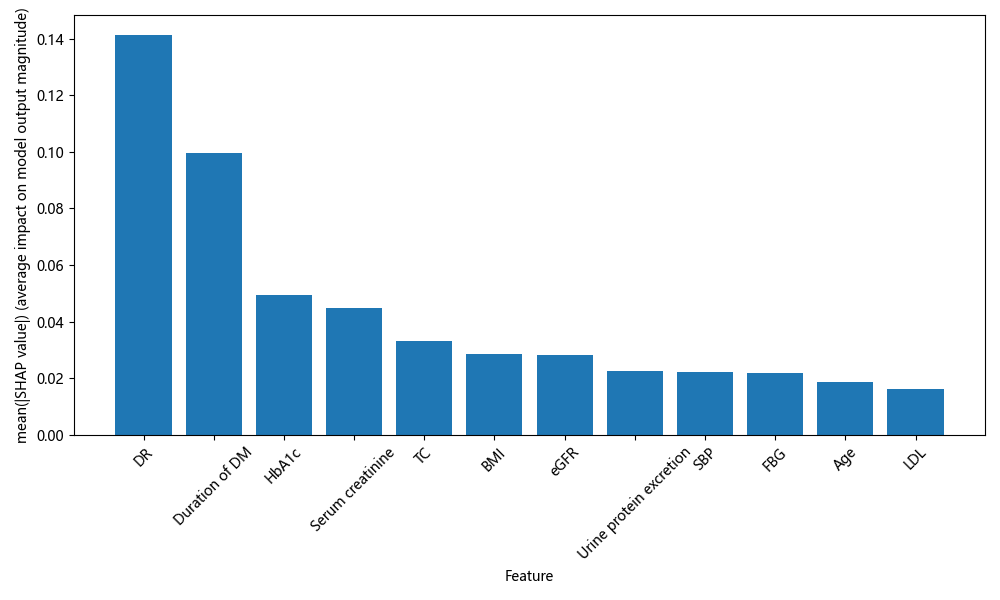 mean(|SHAP value|) (average impact on model output magnitude)
0.14
0.12
0.10
0.08
0.06
0.04
0.02
0.00
DR
Duration of DM
HbA1c
Serum creatinine
TC
BMI
eGFR
Urine protein excretion
SBP
FBG
Age
LDL
Feature